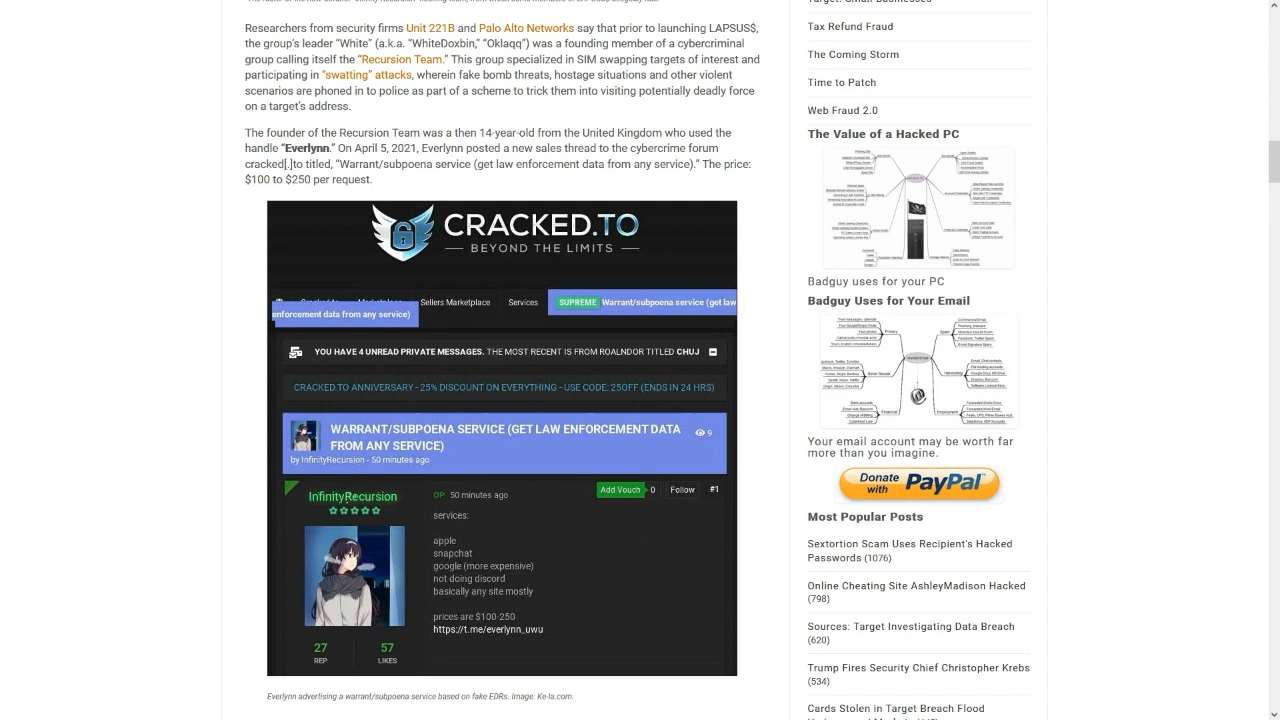 Researchers from security firms Unit 221B and Palo Alto Networks say that prior to launching LAPSUS$,
the group's leader “White” (a.k.a. “WhiteDoxbin,” “Oklaqq”) was a founding member of a cybercriminal
group calling itself the “Recursion Team.” This group specialized in SIM swapping targets of interest and
participating in “swatting” attacks, wherein fake bomb threats, hostage situations and other violent
scenarios are phoned in to police as part of a scheme to trick them into visiting potentially deadly force
on a target's address.
The founder of the Recursion Team was a then 14-year-old from the United Kingdom who used the
handle “Everlynn.” On April 5, 2021, Everlynn posted a new sales thread to the cybercrime forum
cracked[.]to titled, “Warrant/subpoena service (get law enforcement data from any service).” The price:
$100 to $250 per request.
CRACKED.TO
BEYOND THE LIMITS
Sellers Marketplace
Services
SUPREME
Warrant/subpoena service (get law
enforcement data from any service)
YOU HAVE 4 UNREAD PRIVATE MESSAGES. THE MOST RECENT IS FROM
TITLED
CRACKED.TO ANNIVERSARY - 25% DISCOUNT ON EVERYTHING - USE CODE: 25OFF (ENDS IN 24
WARRANT/SUBPOENA SERVICE (GET LAW ENFORCEMENT DATA
FROM ANY SERVICE)
9
by InfinityRecursion - 50 minutes ago
InfinityRecursion
OP 50 minutes ago
Add Vouch 0 Follow #1
services:
apple
snapchat
google (more expensive)
not doing discord
basically any site mostly
prices are $100-250
https://t.me/everlynn_uwu
27
REP
57
LIKES
Everlynn advertising a warrant/subpoena service based on fake EDRs. Image: Ke-la.com.
Target: Small Businesses
Tax Refund Fraud
The Coming Storm
Time to Patch
Web Fraud 2.0
The Value of a Hacked PC
Badguy uses for your PC
Badguy Uses for Your Email
Privacy
Spam
Harvesting
Financial
Employment
Your email account may be worth far
more than you imagine.
Donate
with PayPal
Most Popular Posts
Sextortion Scam Uses Recipient's Hacked
Passwords (1076)
Online Cheating Site AshleyMadison Hacked
(798)
Sources: Target Investigating Data Breach
(620)
Trump Fires Security Chief Christopher Krebs
(534)
Cards Stolen in Target Breach Flood